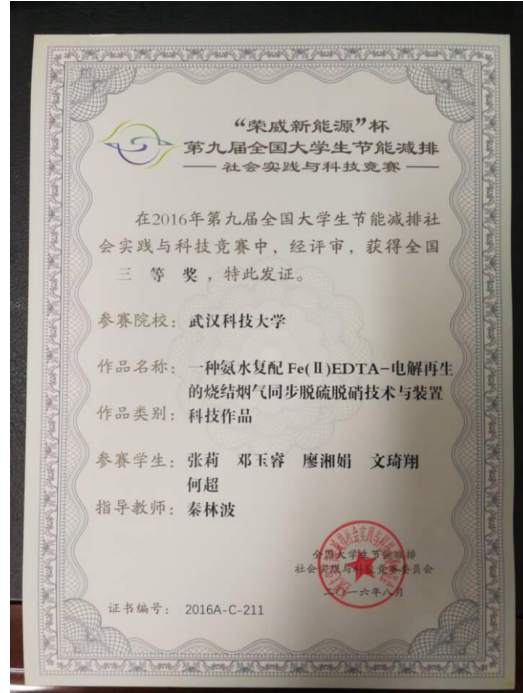 “荣威新能源”杯
第九届全国大学生节能减排
社会实践与科技竞赛
在2016年第九届全国大学生节能减排社
会实践与科技竞赛中，经评审，获得全国
三等奖，特此发证。
参赛院校：武汉科技大学
作品名称：一种氨水复配 Fe(Ⅱ)EDTA-电解再生
的烧结烟气同步脱硫脱硝技术与装置
作品类别：科技作品
参赛学生：张莉 邓玉睿 廖湘娟 文琦翔
何超
指导教师：秦林波
全国大学生节能减排
社会实践与科技竞赛委员会
二〇一六年八月
证书编号：2016A-C-211